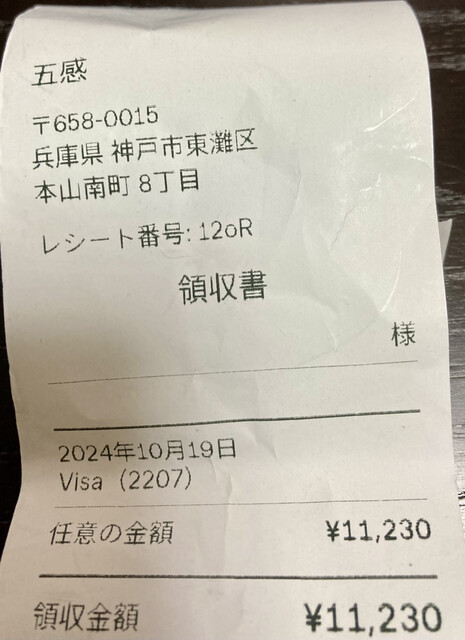 五感
〒658-0015
兵庫県 神戸市東灘区
本山南町 8丁目
レシート番号: 12oR
領収書
様
2024年10月19日
Visa（2207）
任意の金額 ¥11,230
領収金額 ¥11,230